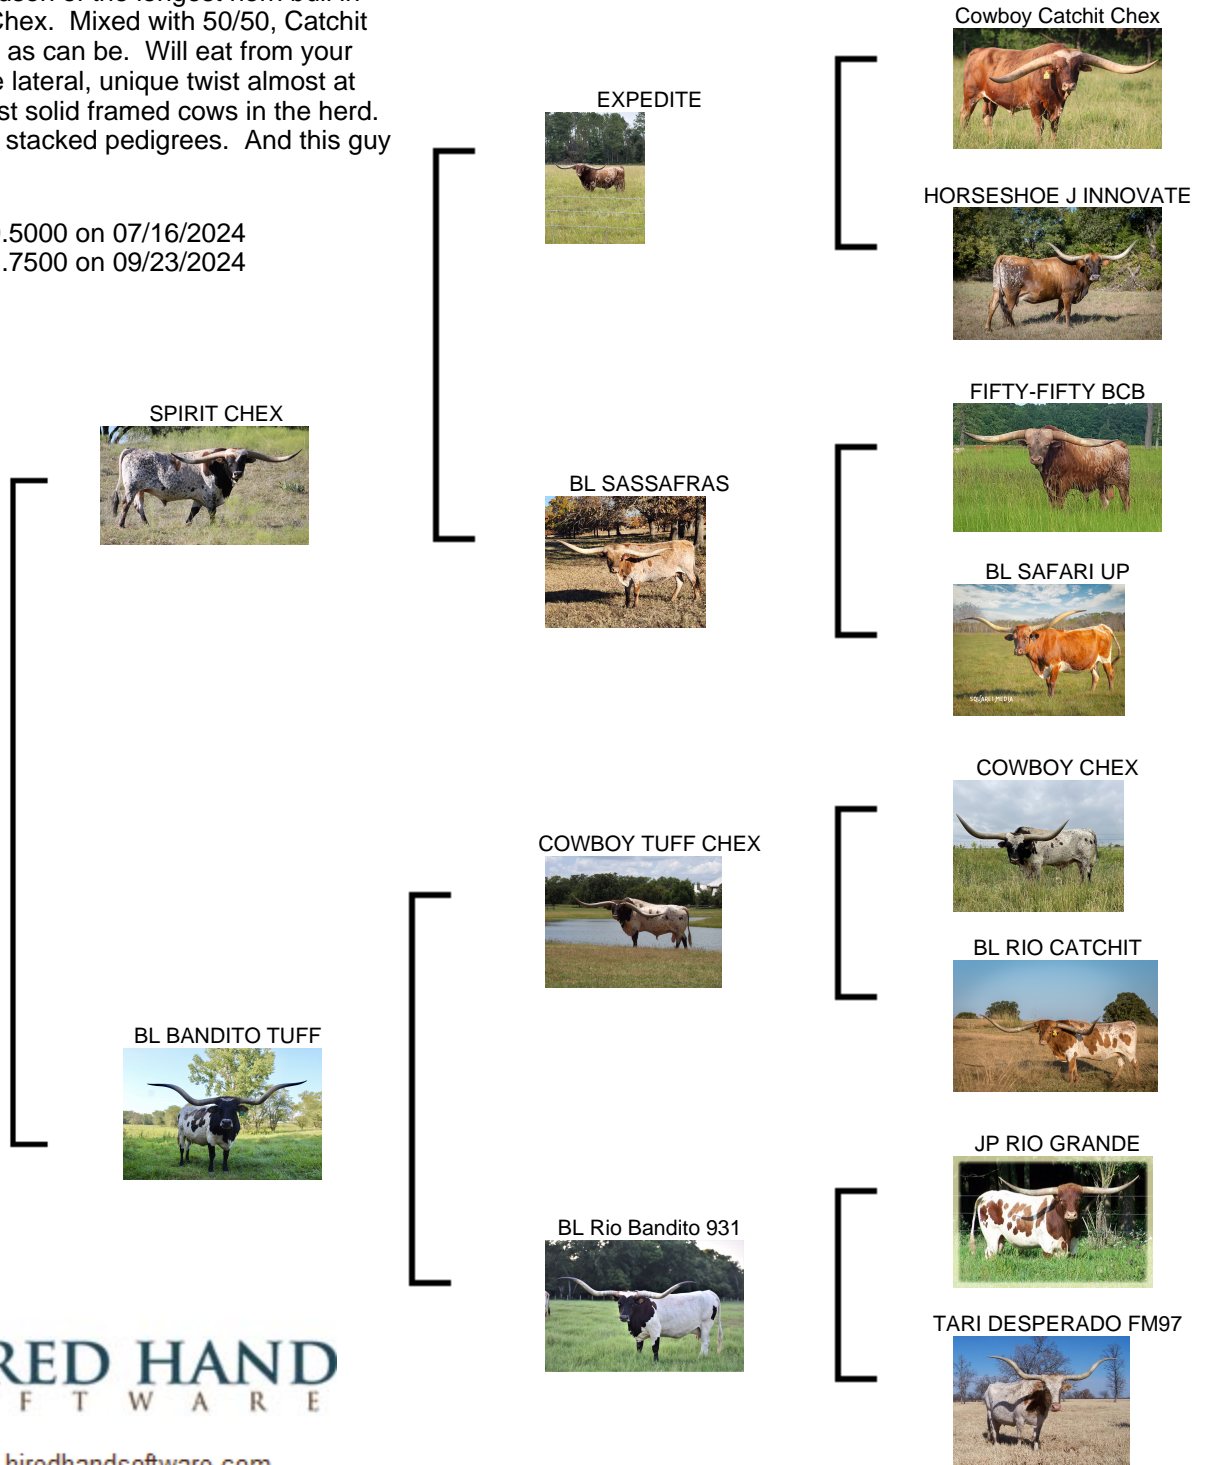 Chex. Mixed with 50/50, Catchit
as can be. Will eat from your
lateral, unique twist almost at
st solid framed cows in the herd.
stacked pedigrees. And this guy
.5000 on 07/16/2024
.7500 on 09/23/2024
SPIRIT CHEX
BL BANDITO TUFF
EXPEDITE
BL SASSAFRAS
COWBOY TUFF CHEX
BL Rio Bandito 931
Cowboy Catchit Chex
HORSESHOE J INNOVATE
FIFTY-FIFTY BCB
BL SAFARI UP
COWBOY CHEX
BL RIO CATCHIT
JP RIO GRANDE
TARI DESPERADO FM97
RED HAND
F T W A R E
hiredhandsoftware.com